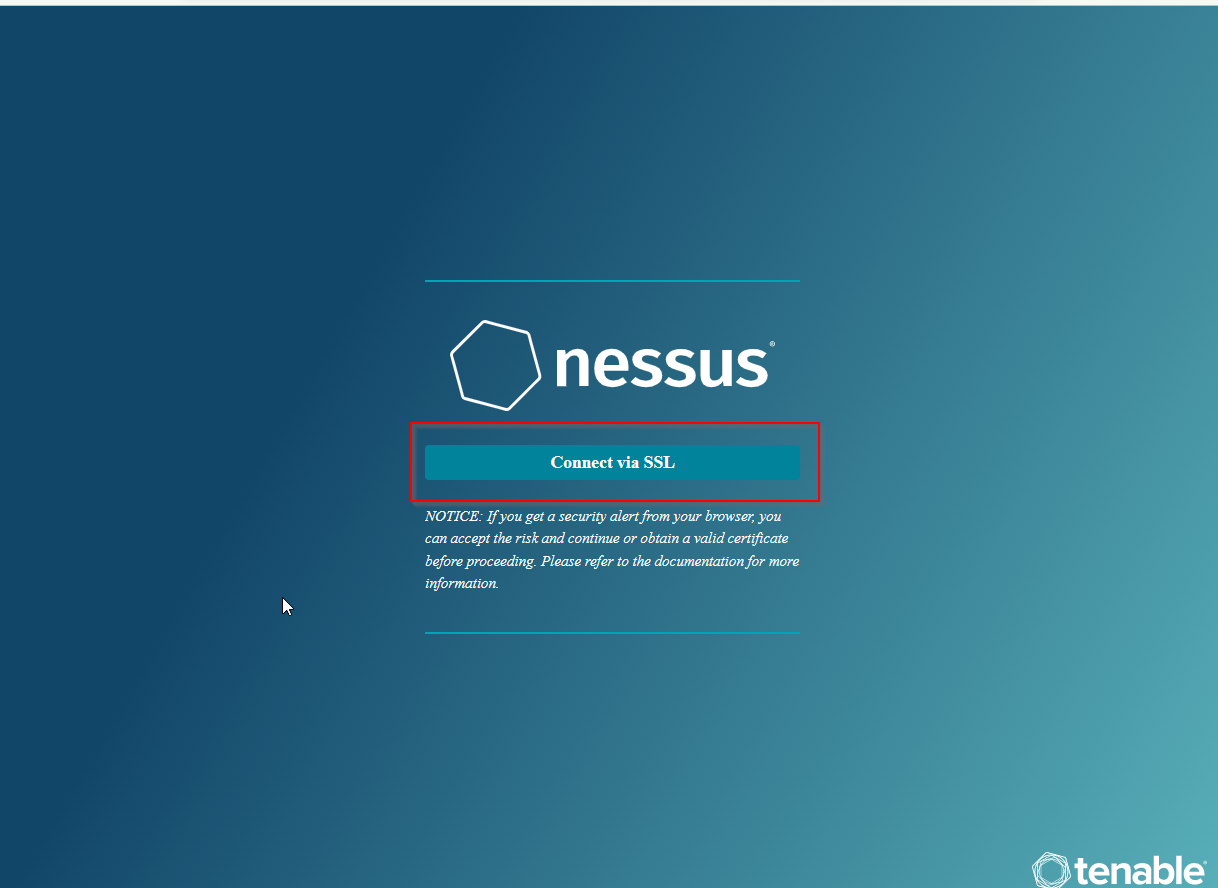 nessus®
Connect via SSL
NOTICE: If you get a security alert from your browser, you
can accept the risk and continue or obtain a valid certificate
before proceeding. Please refer to the documentation for more
information.
tenable®